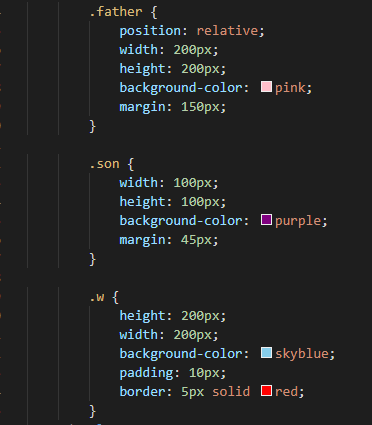 .father {
position: relative;
width: 200px;
height: 200px;
background-color: pink;
margin: 150px;
}
.son {
width: 100px;
height: 100px;
background-color: purple;
margin: 45px;
}
.w {
height: 200px;
width: 200px;
background-color: skyblue;
padding: 10px;
border: 5px solid red;
}